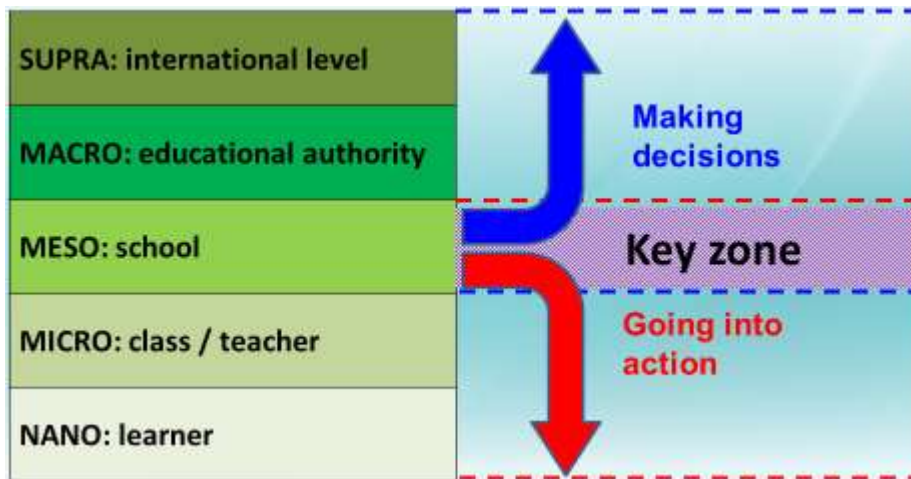 SUPRA: international level
MACRO: educational authority
MESO: school
MICRO: class / teacher
NANO: learner
Making
decisions
Key zone
Going into
action